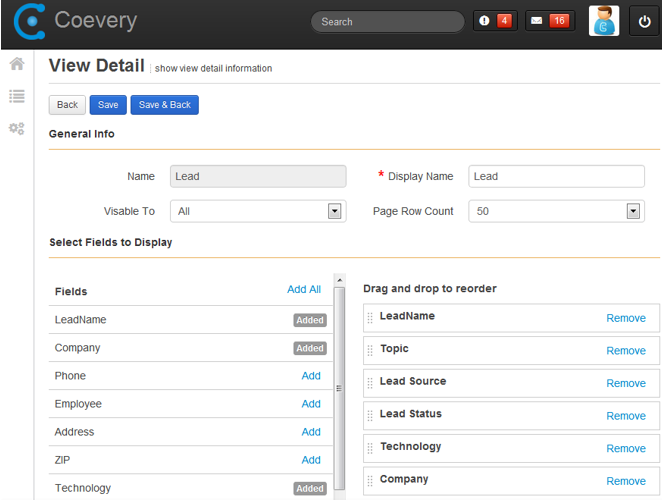 Coevery
Search
4
16
View Detail | show view detail information
Back
Save
Save & Back
General Info
Name
Lead
* Display Name
Lead
Visable To
All
Page Row Count
50
Select Fields to Display
Fields
Add All
LeadName
Added
Company
Added
Phone
Add
Employee
Add
Address
Add
ZIP
Add
Technology
Added
Drag and drop to reorder
LeadName
Remove
Topic
Remove
Lead Source
Remove
Lead Status
Remove
Technology
Remove
Company
Remove